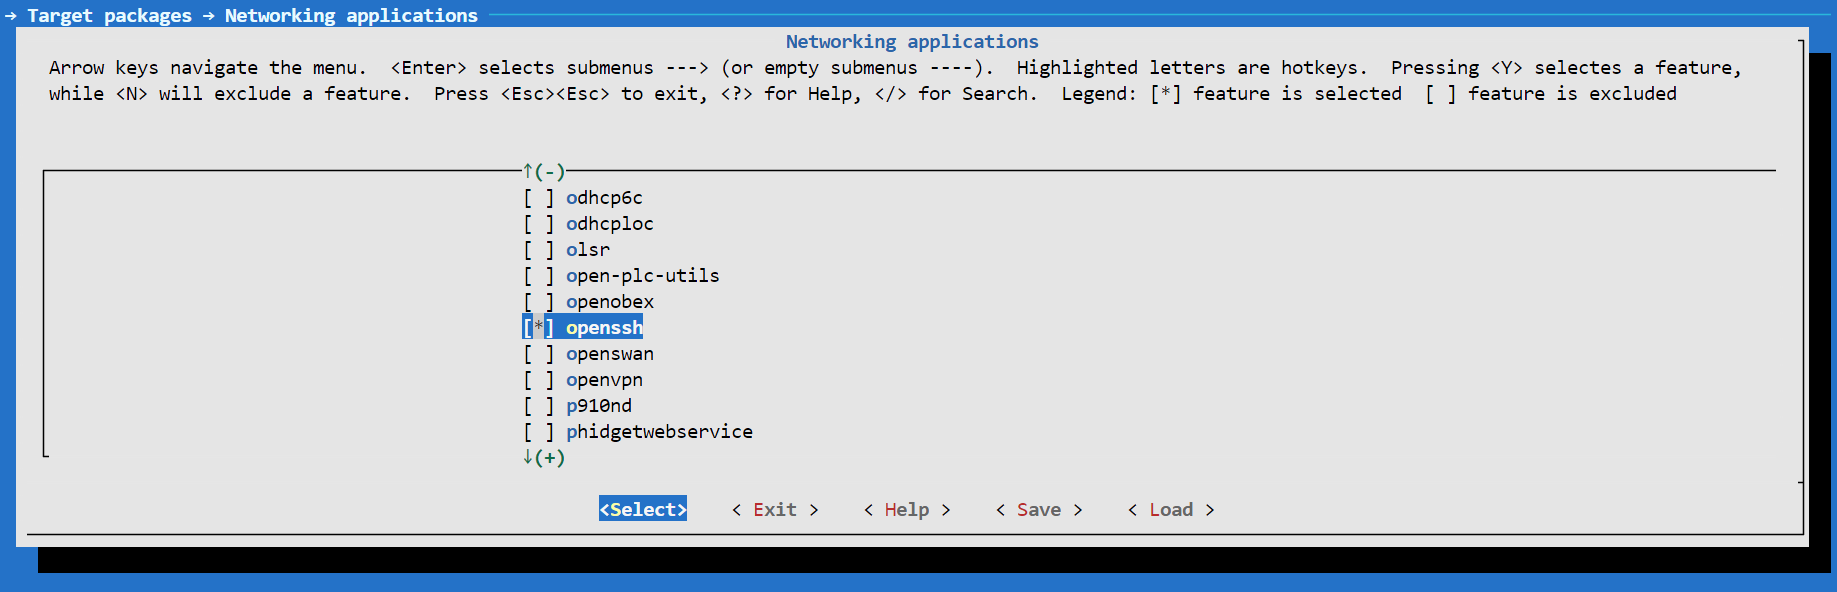 → Target packages → Networking applications
Networking applications
Arrow keys navigate the menu.  <Enter> selects submenus ---> (or empty submenus ----).  Highlighted letters are hotkeys.  Pressing <Y> selectes a feature,
while <N> will exclude a feature.  Press <Esc><Esc> to exit, <?> for Help, </> for Search.  Legend: [*] feature is selected  [ ] feature is excluded
↑(-)
[ ] odhcp6c
[ ] odhcploc
[ ] olsr
[ ] open-plc-utils
[ ] openobex
[*] openssh
[ ] openswan
[ ] openvpn
[ ] p910nd
[ ] phidgetwebservice
↓(+)
<Select>    < Exit >    < Help >    < Save >    < Load >